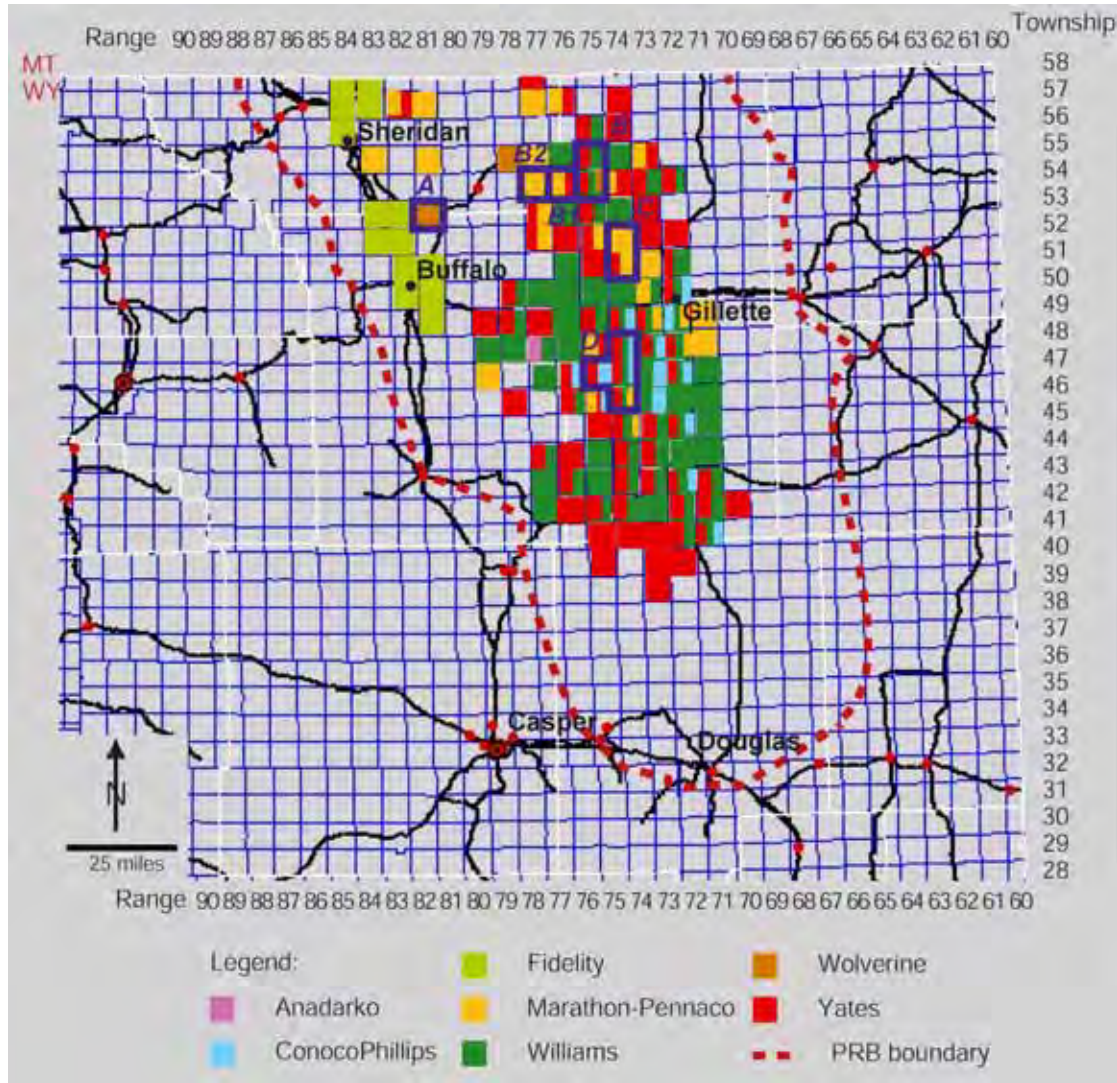 Township
Range 90 89 88 87 86 85 84 83 82 81 80 79 78 77 76 75 74 73 72 71 70 69 68 67 66 65 64 63 62 61 60
MT
WY
58
57
56
55
54
53
52
51
50
49
48
47
46
45
44
43
42
41
40
39
38
37
36
35
34
33
32
31
30
29
28
Sheridan
B
B2
A
B1
C
Buffalo
Gillette
D
Casper
Douglas
N
25 miles
Range 90 89 88 87 86 85 84 83 82 81 80 79 78 77 76 75 74 73 72 71 70 69 68 67 66 65 64 63 62 61 60
Legend:
Fidelity
Wolverine
Anadarko
Marathon-Pennaco
Yates
ConocoPhillips
Williams
PRB boundary